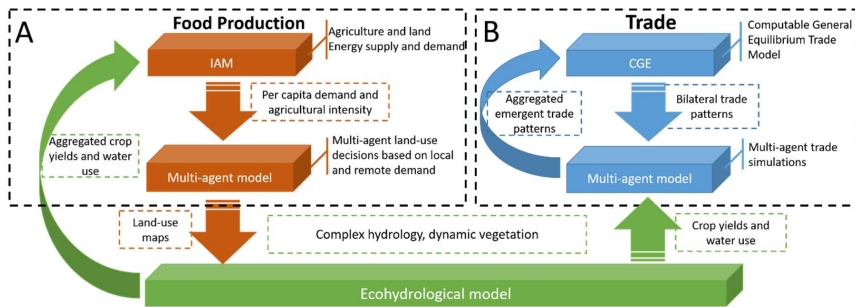 A
Food Production
Agriculture and land
Energy supply and demand
IAM
Per capita demand and
agricultural intensity
Aggregated crop
yields and water
use
Multi-agent land-use
decisions based on local
and remote demand
Multi-agent model
Land-use
maps
B
Trade
Computable General
Equilibrium Trade
Model
CGE
Aggregated
emergent trade
patterns
Bilateral trade
patterns
Multi-agent trade
simulations
Multi-agent model
Complex hydrology, dynamic vegetation
Crop yields and
water use
Ecohydrological model